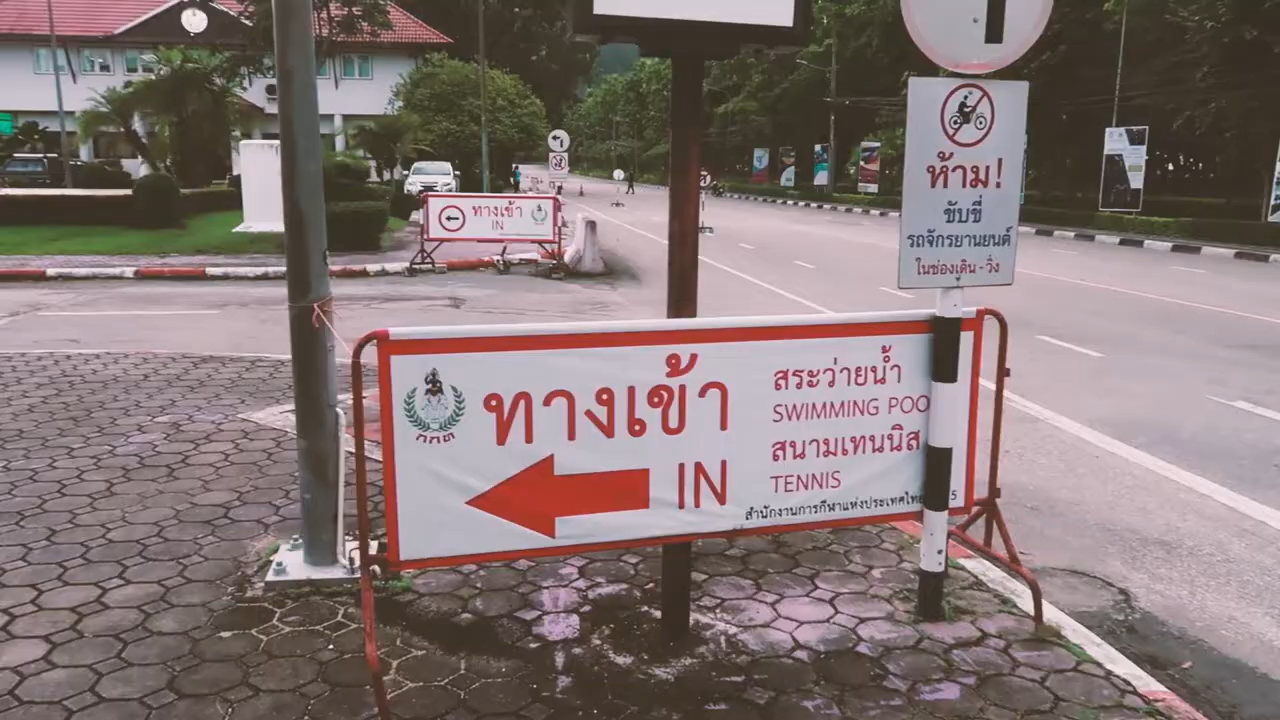 ทางเข้า
IN
ห้าม!
ขับขี่
รถจักรยานยนต์
ในช่องเดิน - วิ่ง
กกท
ทางเข้า
IN
สระว่ายน้ำ
SWIMMING POO
สนามเทนนิส
TENNIS
สำนักงานการกีฬาแห่งประเทศไทย 5